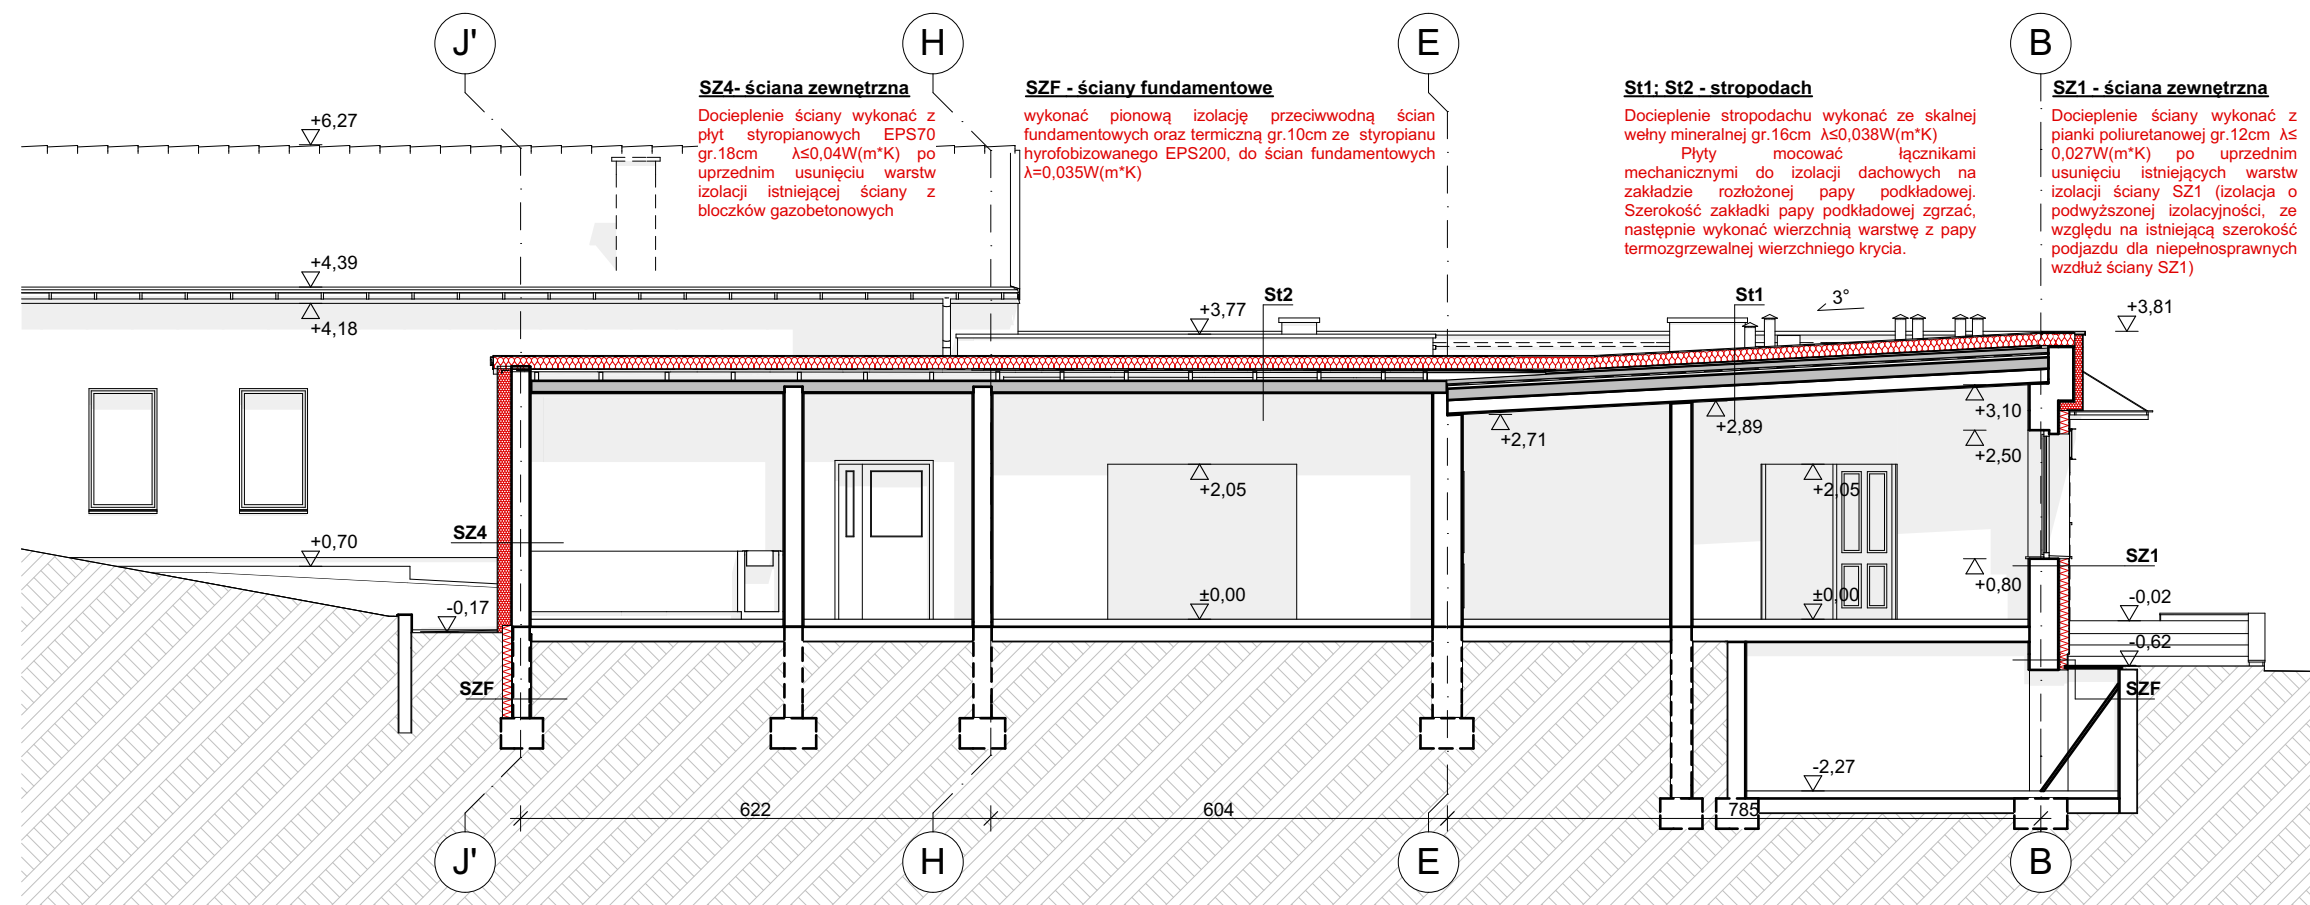 J'
H
E
B
SZ4- ściana zewnętrzna
Docieplenie ściany wykonać z
płyt styropianowych EPS70
gr.18cm λ≤0,04W(m*K) po
uprzednim usunięciu warstw
izolacji istniejącej ściany z
bloczków gazobetonowych
SZF - ściany fundamentowe
wykonać pionową izolację przeciwwodną ścian
fundamentowych oraz termiczną gr.10cm ze styropianu
hyrofobizowanego EPS200, do ścian fundamentowych
λ=0,035W(m*K)
St1; St2 - stropodach
Docieplenie stropodachu wykonać ze skalnej
wełny mineralnej gr.16cm λ≤0,038W(m*K)
Płyty mocować łącznikami
mechanicznymi do izolacji dachowych na
zakładzie rozłożonej papy podkładowej.
Szerokość zakładki papy podkładowej zgrzać,
następnie wykonać wierzchnią warstwę z papy
termozgrzewalnej wierzchniego krycia.
SZ1 - ściana zewnętrzna
Docieplenie ściany wykonać z
pianki poliuretanowej gr.12cm λ≤
0,027W(m*K) po uprzednim
usunięciu istniejących warstw
izolacji ściany SZ1 (izolacja o
podwyższonej izolacyjności, ze
względu na istniejącą szerokość
podjazdu dla niepełnosprawnych
wzdłuż ściany SZ1)
+6,27
+4,39
+4,18
St2
St1
3°
+3,77
+3,81
+3,10
+2,89
+2,71
+2,50
+2,05
+2,05
SZ4
+0,70
SZ1
+0,80
-0,17
±0,00
±0,00
-0,02
-0,62
SZF
SZF
-2,27
622
604
785
J'
H
E
B